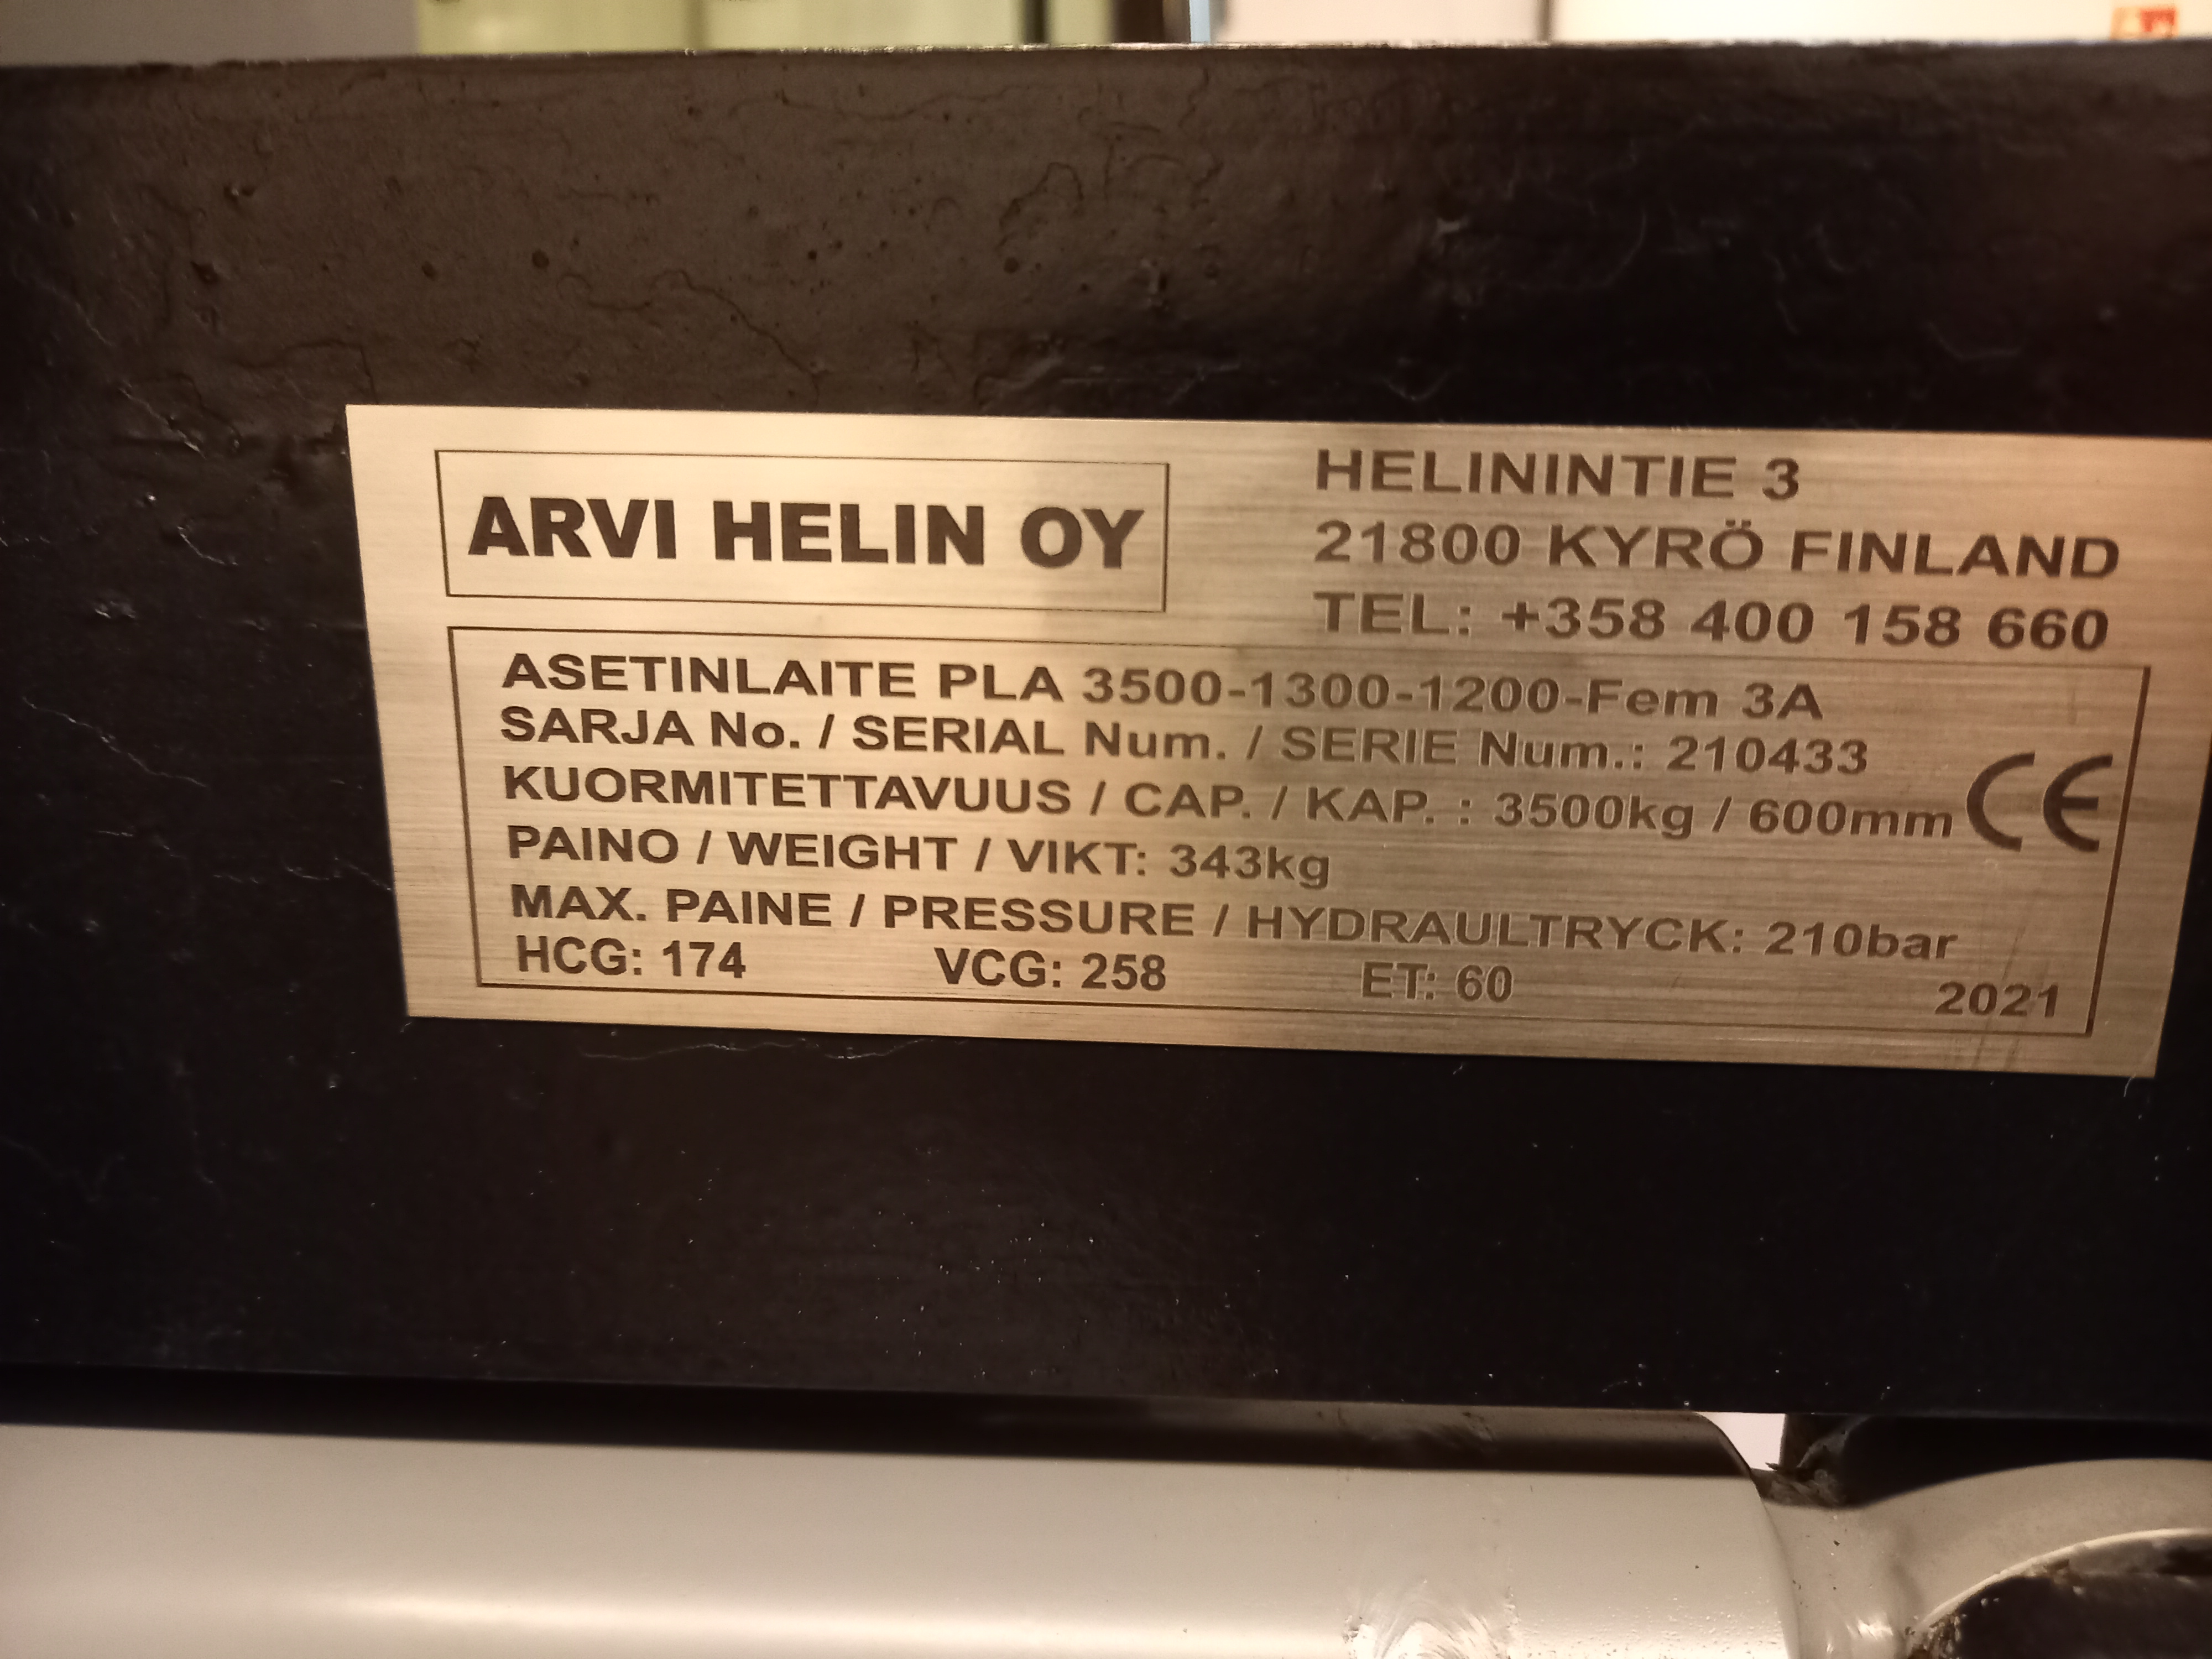 ARVI HELIN OY
HELININTIE 3
21800 KYRÖ FINLAND
TEL: +358 400 158 660
ASETINLAITE PLA 3500-1300-1200-Fem 3A
SARJA No. / SERIAL Num. / SERIE Num.: 210433
KUORMITETTAVUUS / CAP. / KAP. : 3500kg / 600mm
CE
PAINO / WEIGHT / VIKT: 343kg
MAX. PAINE / PRESSURE / HYDRAULTRYCK: 210bar
HCG: 174 VCG: 258 ET: 60
2021